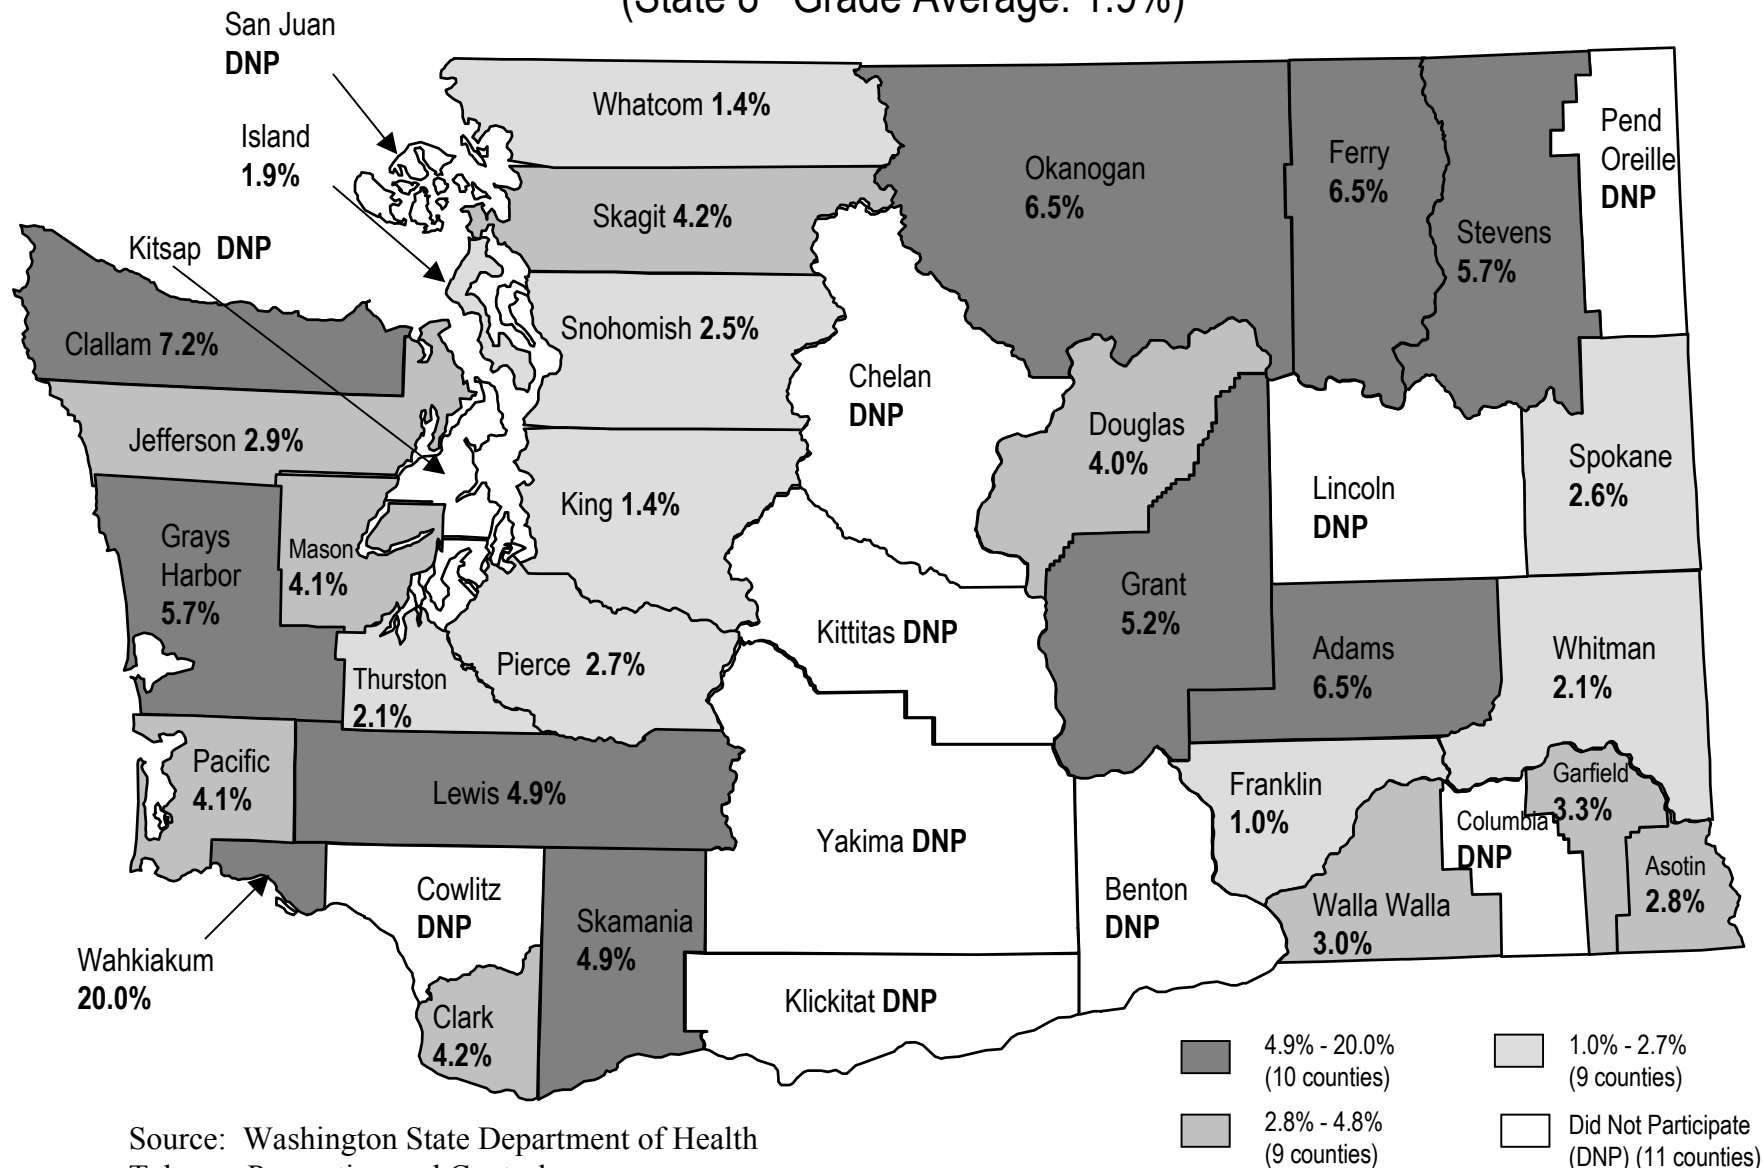 (State 6 Grade Average: 1.9%)
San Juan
DNP
Whatcom 1.4%
Island
1.9%
Okanogan
6.5%
Ferry
6.5%
Pend
Oreille
DNP
Skagit 4.2%
Kitsap DNP
Stevens
5.7%
Clallam 7.2%
Snohomish 2.5%
Chelan
DNP
Jefferson 2.9%
Douglas
4.0%
Spokane
2.6%
King 1.4%
Lincoln
DNP
Grays
Harbor
5.7%
Mason
4.1%
Grant
5.2%
Kittitas DNP
Adams
6.5%
Whitman
2.1%
Pierce 2.7%
Thurston
2.1%
Pacific
4.1%
Lewis 4.9%
Franklin
1.0%
Garfield
3.3%
Columbia
DNP
Yakima DNP
Asotin
2.8%
Cowlitz
DNP
Benton
DNP
Walla Walla
3.0%
Skamania
4.9%
Wahkiakum
20.0%
Klickitat DNP
Clark
4.2%
4.9% - 20.0%
(10 counties)
1.0% - 2.7%
(9 counties)
2.8% - 4.8%
(9 counties)
Did Not Participate
(DNP) (11 counties)
Source: Washington State Department of Health